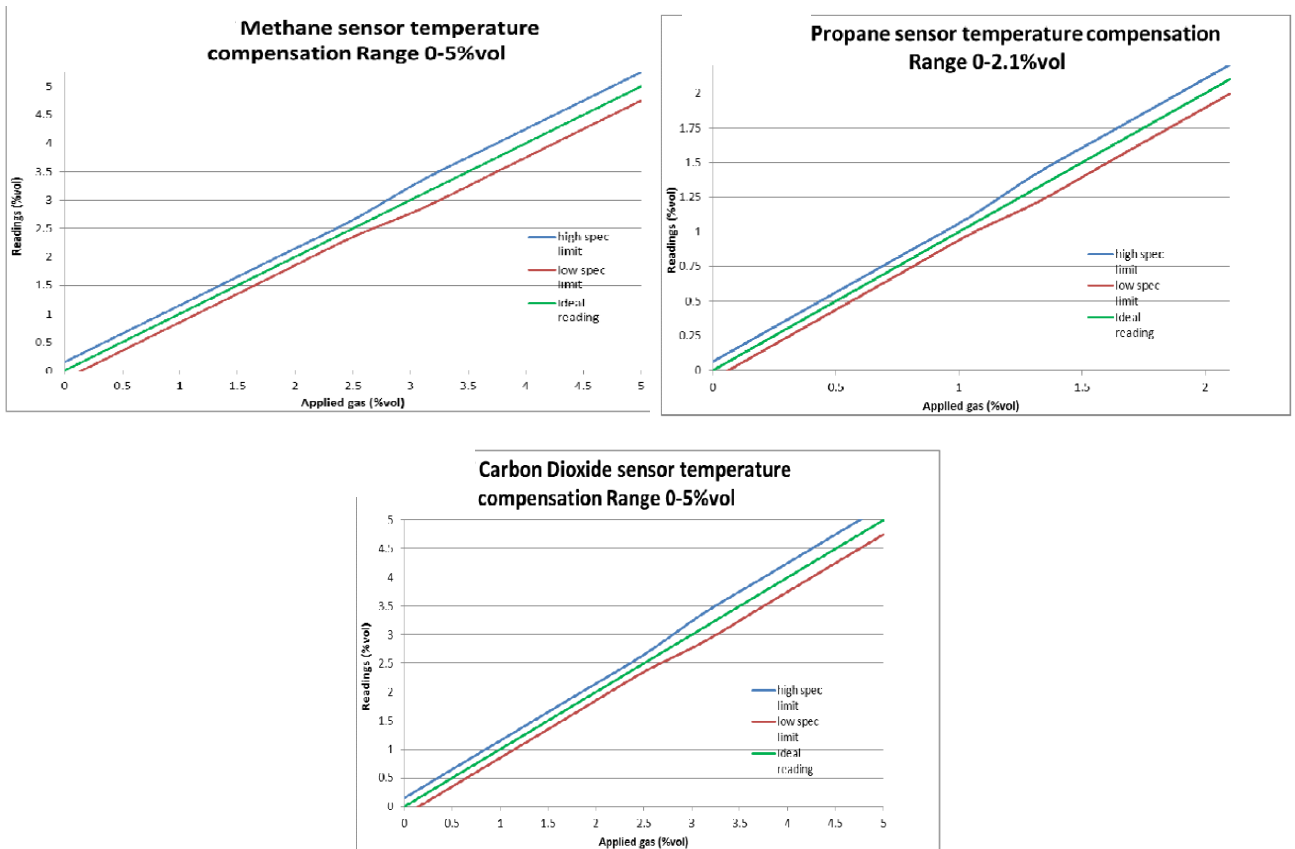 Methane sensor temperature
compensation Range 0-5%vol
Readings (%vol)
5
4.5
4
3.5
3
2.5
2
1.5
1
0.5
0
high spec
limit
low spec
limit
Ideal
reading
0 0.5 1 1.5 2 2.5 3 3.5 4 4.5 5
Applied gas (%vol)
Propane sensor temperature compensation
Range 0-2.1%vol
Readings (%vol)
2
1.75
1.5
1.25
1
0.75
0.5
0.25
0
high spec
limit
low spec
limit
Ideal
reading
0 0.5 1 1.5 2
Applied gas (%vol)
Carbon Dioxide sensor temperature
compensation Range 0-5%vol
Readings (%vol)
5
4.5
4
3.5
3
2.5
2
1.5
1
0.5
0
high spec
limit
low spec
limit
Ideal
reading
0 0.5 1 1.5 2 2.5 3 3.5 4 4.5 5
Applied gas (%vol)